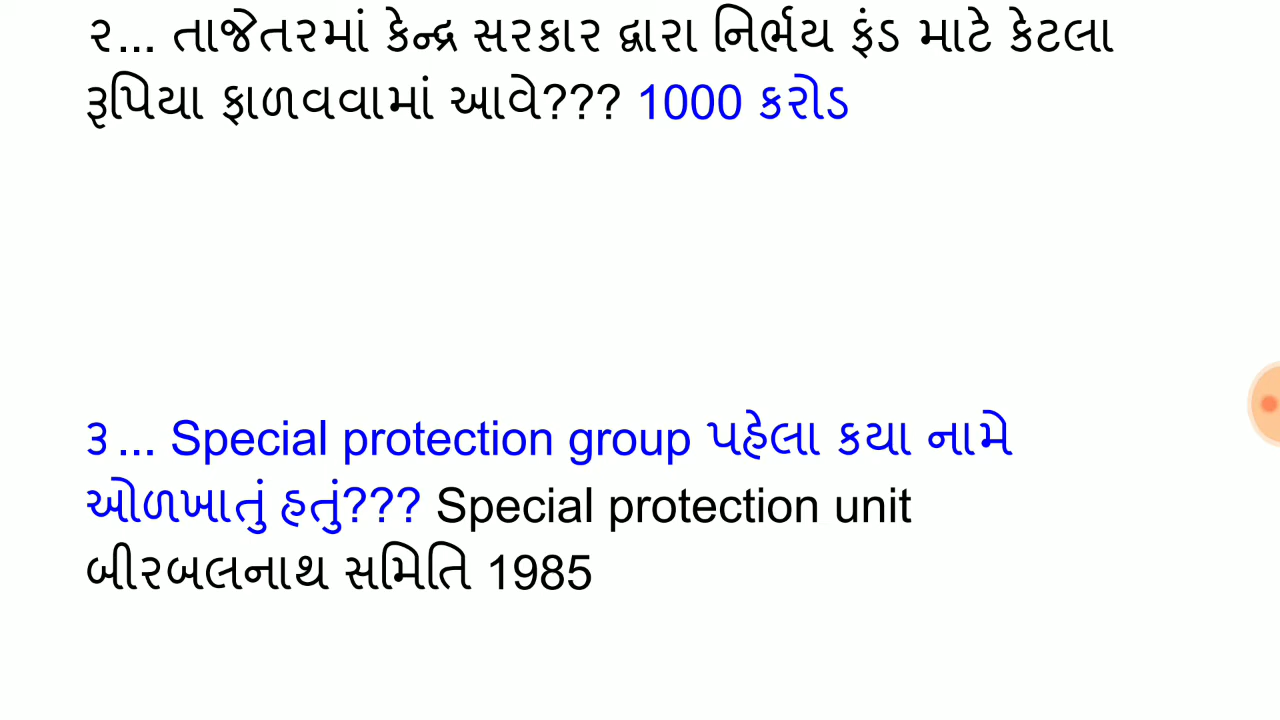 ૨... તાજેતરમાં કેન્દ્ર સરકાર દ્વારા નિર્ભય ફંડ માટે કેટલા
રૂપિયા ફાળવવામાં આવે??? 1000 કરોડ
૩... Special protection group પહેલા કયા નામે
ઓળખાતું હતું??? Special protection unit
બીરબલનાથ સમિતિ 1985